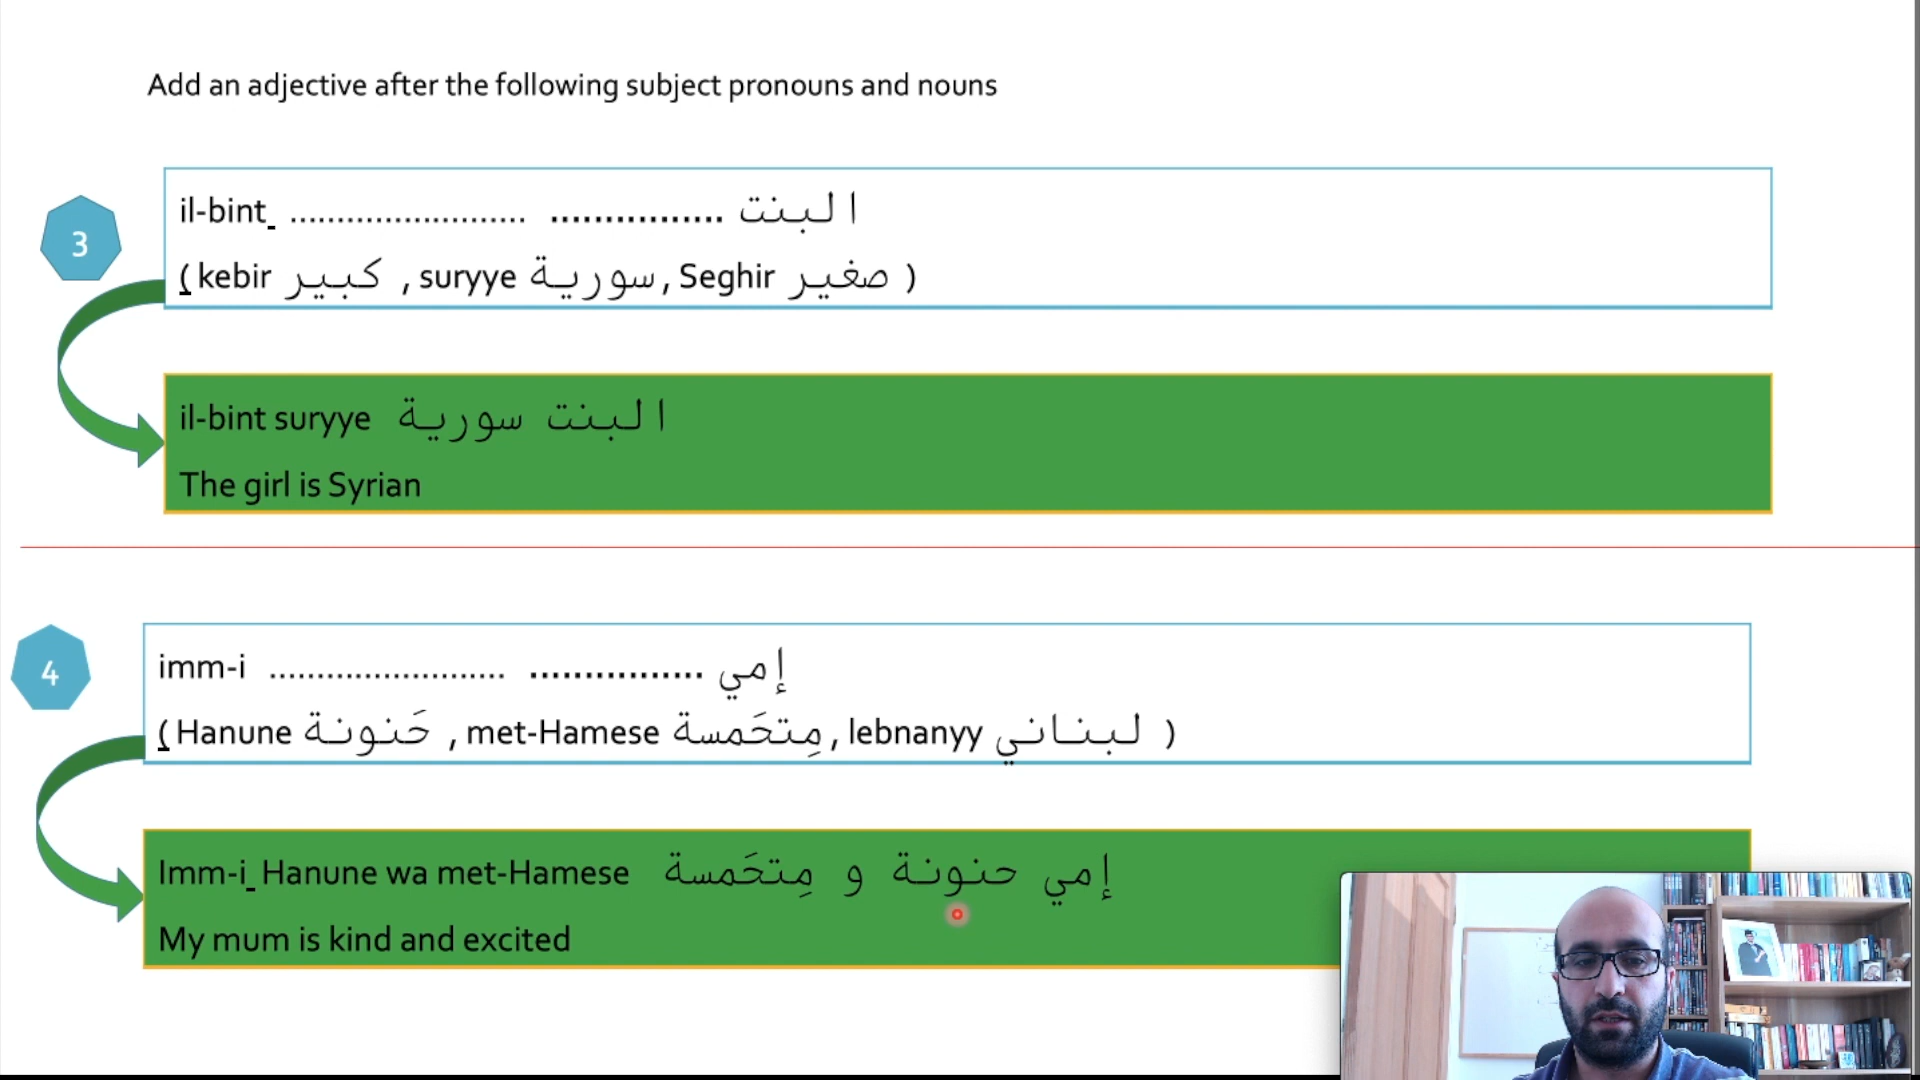 Add an adjective after the following subject pronouns and nouns
3
il-bint ......................... ................ البنت
( kebir كبير , suryye سورية , Seghir صغير )
il-bint suryye البنت سورية
The girl is Syrian
4
imm-i ......................... ................ إمي
( Hanune حَنونة , met-Hamese مِتحَمسة , lebnanyy لبناني )
Imm-i Hanune wa met-Hamese إمي حنونة و مِتحَمسة
My mum is kind and excited